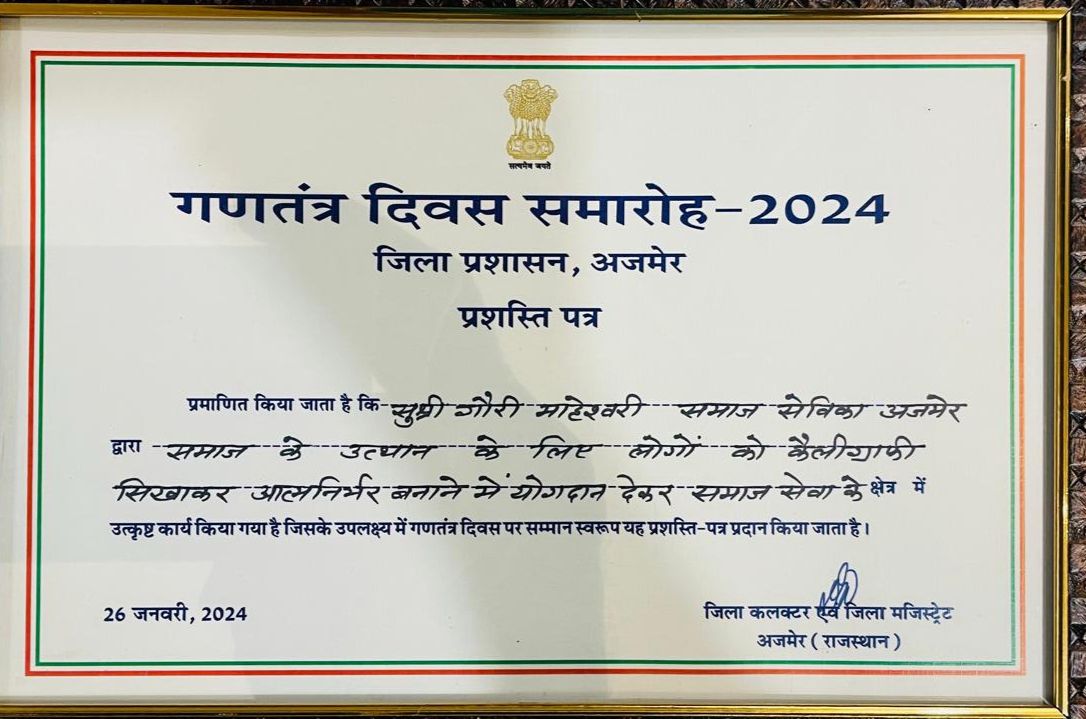 सत्यमेव जयते
गणतंत्र दिवस समारोह-2024
जिला प्रशासन, अजमेर
प्रशस्ति पत्र
प्रमाणित किया जाता है कि सुश्री गौरी माहेश्वरी समाज सेविका अजमेर
द्वारा समाज के उत्थान के लिए लोगों को कैलीग्राफी
सिखाकर आत्मनिर्भर बनाने में योगदान देकर समाज सेवा के क्षेत्र में
उत्कृष्ट कार्य किया गया है जिसके उपलक्ष्य में गणतंत्र दिवस पर सम्मान स्वरूप यह प्रशस्ति-पत्र प्रदान किया जाता है।
26 जनवरी, 2024
जिला कलक्टर एवं जिला मजिस्ट्रेट
अजमेर ( राजस्थान )